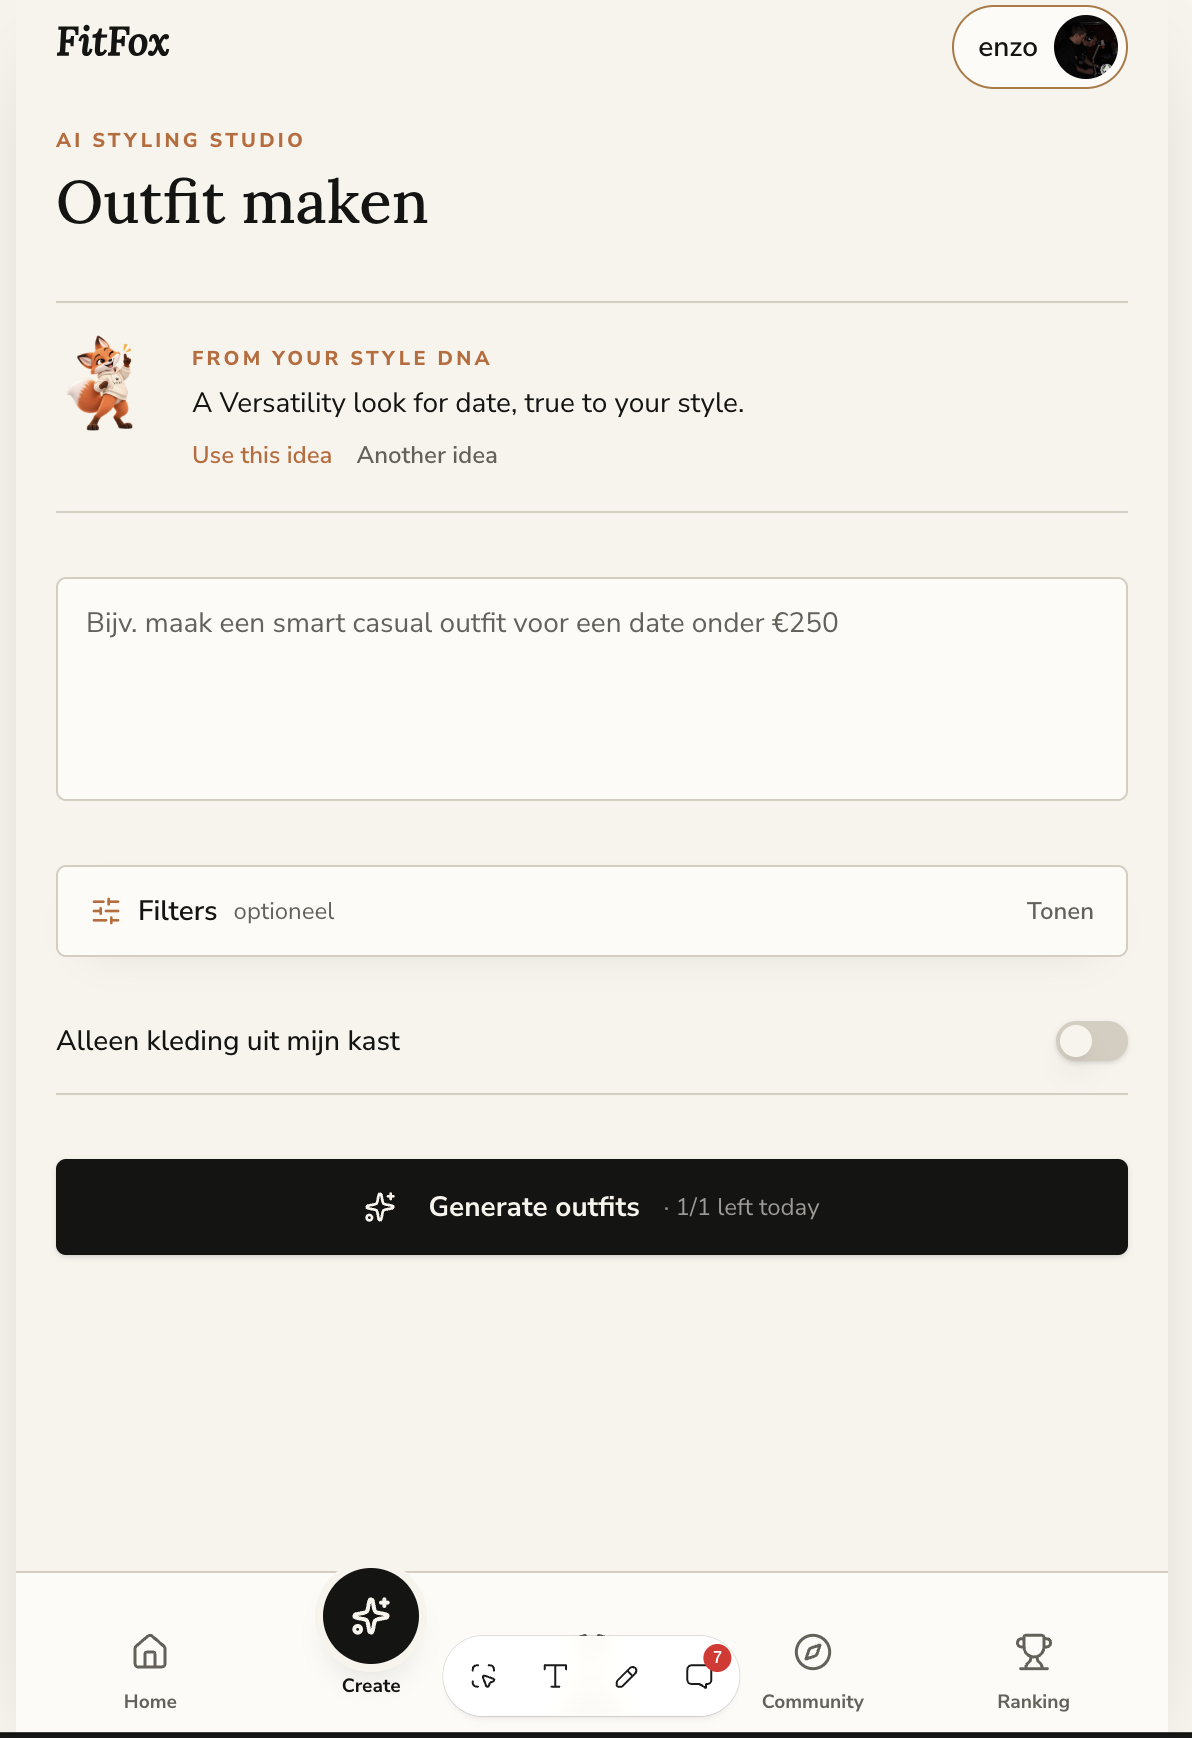 FitFox
enzo
AI STYLING STUDIO
Outfit maken
FROM YOUR STYLE DNA
A Versatility look for date, true to your style.
Use this idea Another idea
Bijv. maak een smart casual outfit voor een date onder €250
Filters optioneel Tonen
Alleen kleding uit mijn kast
Generate outfits · 1/1 left today
7
Home Create Community Ranking